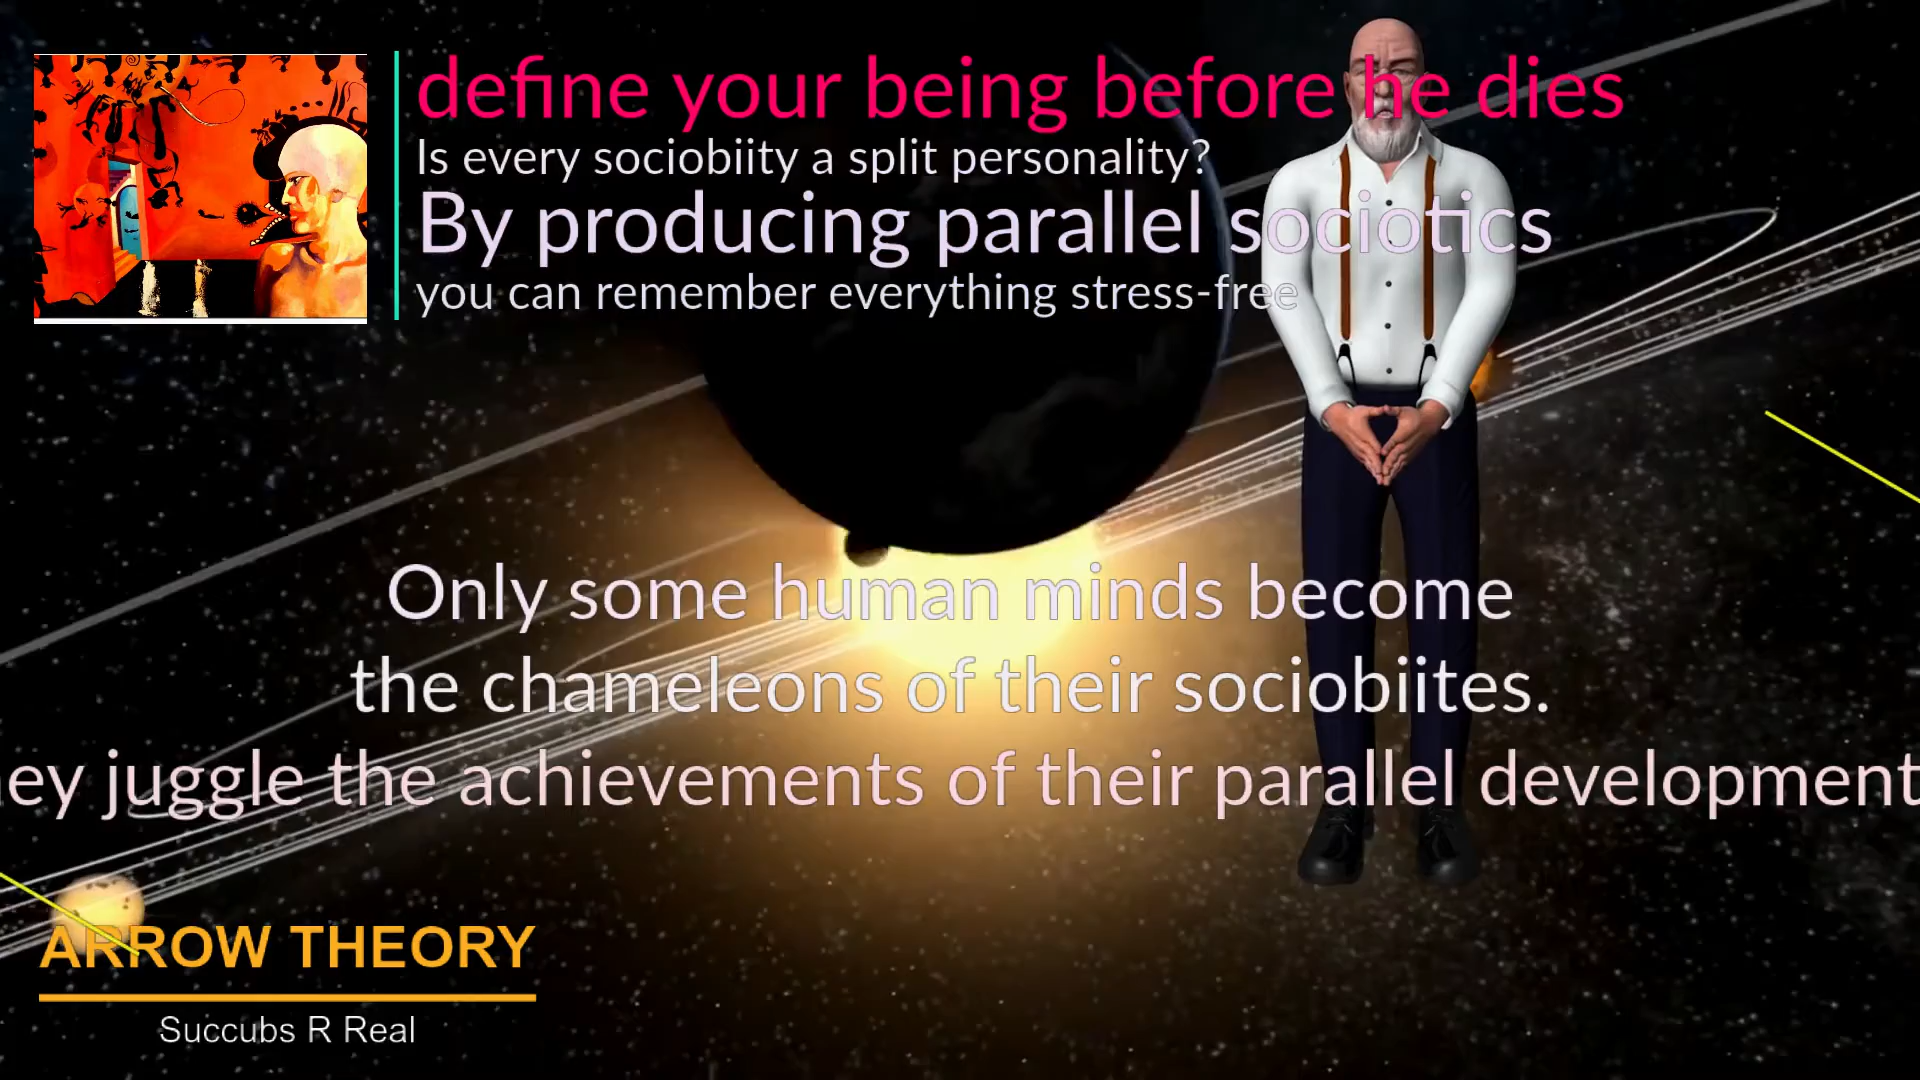 define your being before he dies
Is every sociobiity a split personality?
By producing parallel sociotics
you can remember everything stress-free
Only some human minds become
the chameleons of their sociobiites.
ey juggle the achievements of their parallel development
ARROW THEORY
Succubs R Real